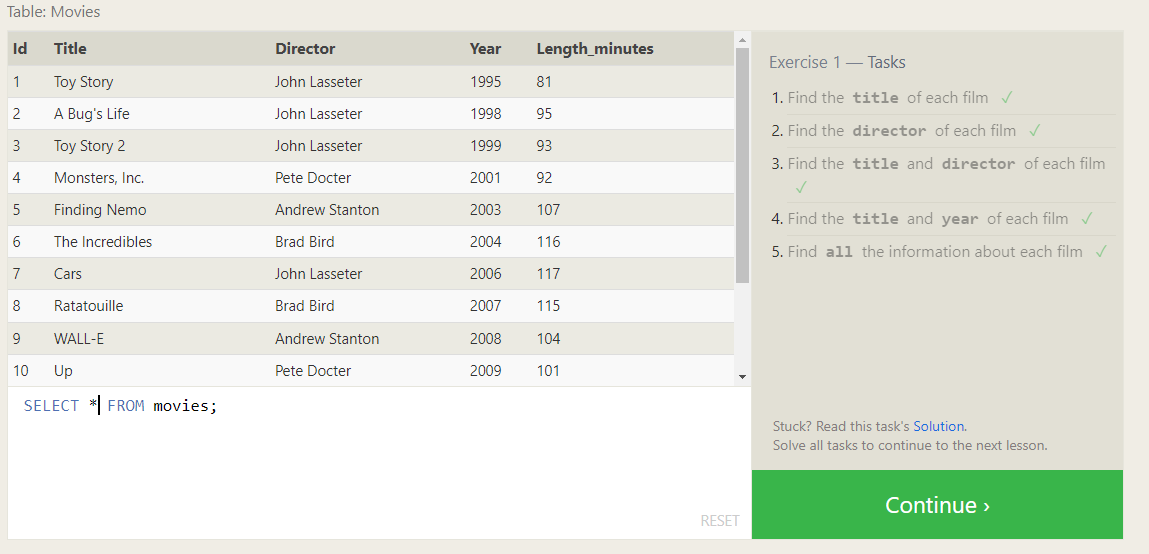 Table: Movies
Id Title Director Year Length_minutes
1 Toy Story John Lasseter 1995 81
2 A Bug's Life John Lasseter 1998 95
3 Toy Story 2 John Lasseter 1999 93
4 Monsters, Inc. Pete Docter 2001 92
5 Finding Nemo Andrew Stanton 2003 107
6 The Incredibles Brad Bird 2004 116
7 Cars John Lasseter 2006 117
8 Ratatouille Brad Bird 2007 115
9 WALL-E Andrew Stanton 2008 104
10 Up Pete Docter 2009 101
SELECT * FROM movies;
RESET
Exercise 1 — Tasks
1. Find the title of each film ✓
2. Find the director of each film ✓
3. Find the title and director of each film
✓
4. Find the title and year of each film ✓
5. Find all the information about each film ✓
Stuck? Read this task's Solution.
Solve all tasks to continue to the next lesson.
Continue ›